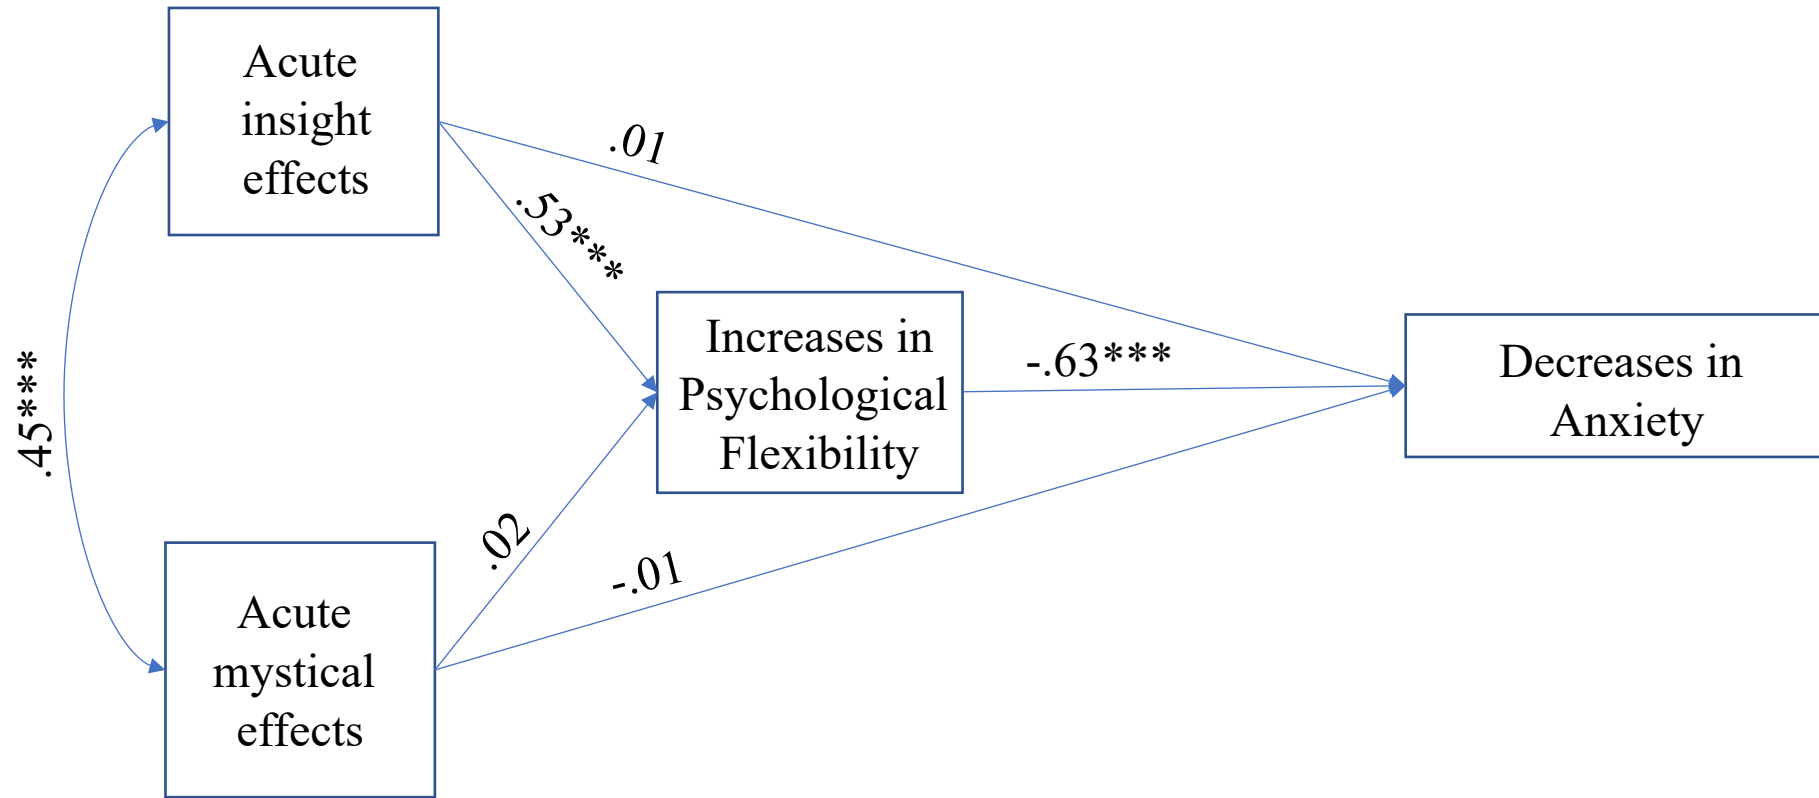 Acute
insight
effects
.01
.53***
.45***
Increases in
Psychological
Flexibility
-.63***
Decreases in
Anxiety
.02
-.01
Acute
mystical
effects